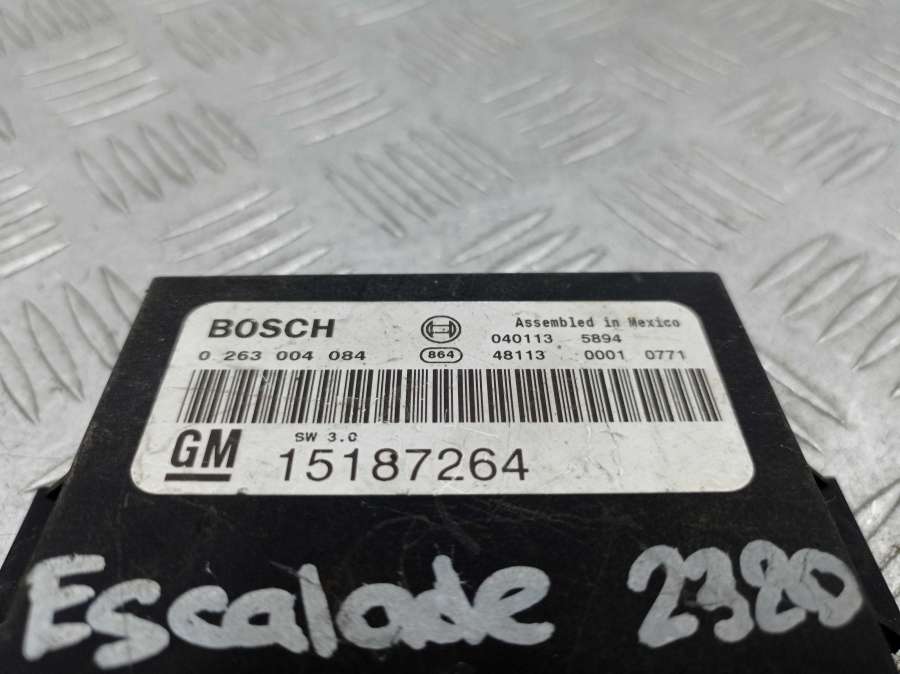 BOSCH Assembled in Mexico
040113 5894
0 263 004 084 864 48113 0001 0771
SW 3.0
GM 15187264
Escalade 2320